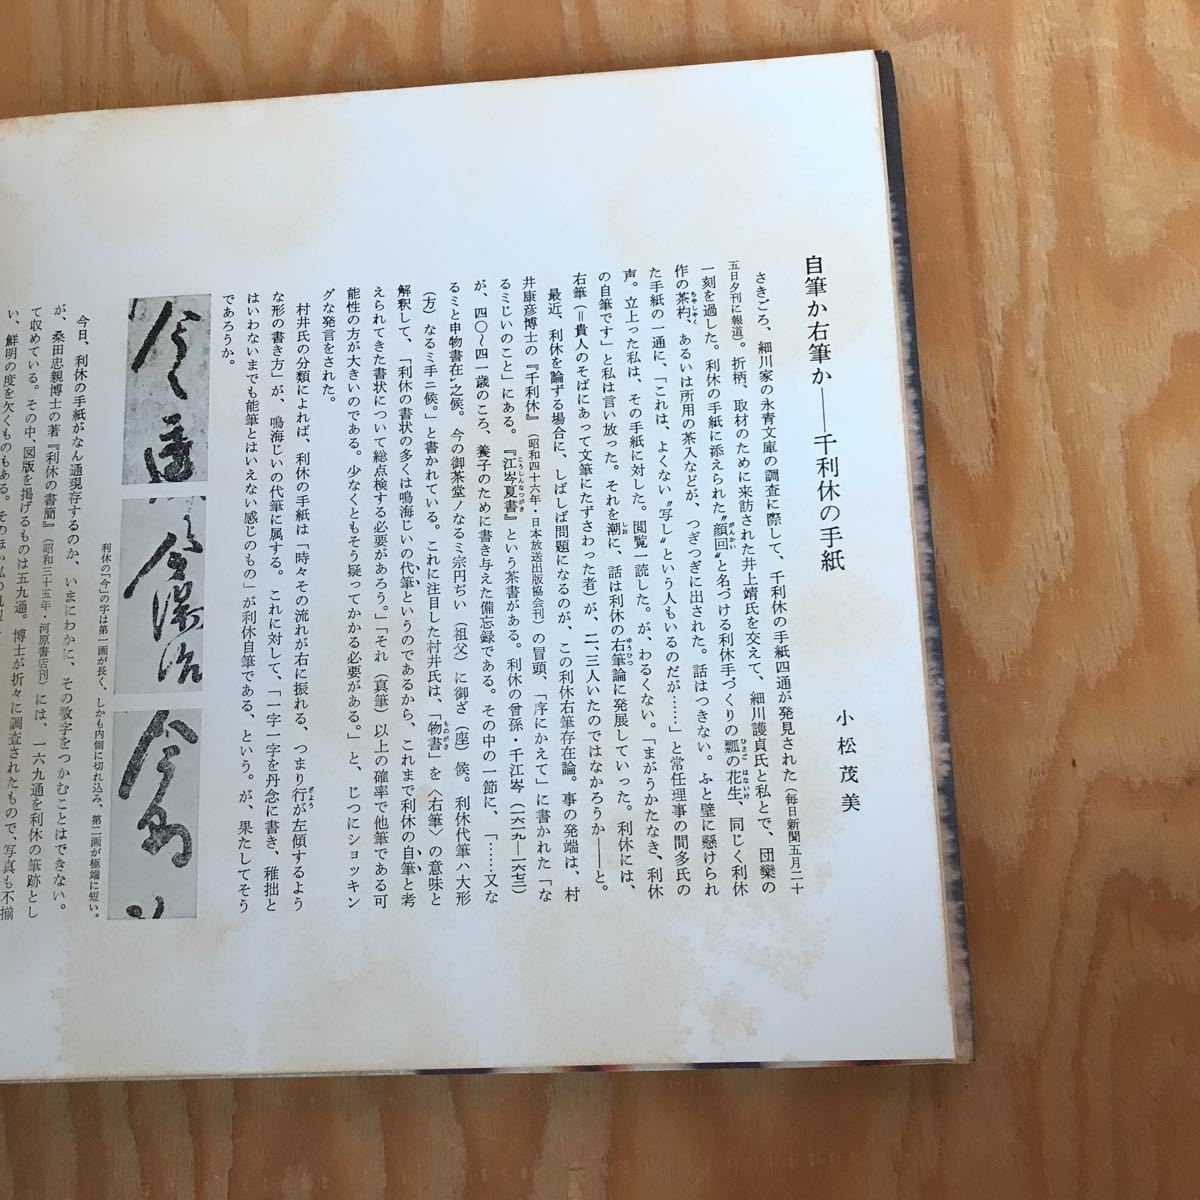 自筆か右筆か――千利休の手紙
小松茂美
さきごろ、細川家の永青文庫の調査に際して、千利休の手紙四通が発見された(毎日新聞五月二十
五日夕刊に報道)。折柄、取材のために来訪された井上靖氏を交えて、細川護貞氏と私とで、団欒の
一刻を過した。利休の手紙に添えられた"顔回"と名づける利休手づくりの瓢の花生、同じく利休
作の茶杓、あるいは所用の茶入などが、つぎつぎに出された。話はつきない。ふと壁に懸けられ
た手紙の一通に、「これは、よくない"写し"という人もいるのだが……」と常任理事の間多氏の
声。立上った私は、その手紙に対した。閲覧一読した。が、わるくない。「まがうかたなき、利休
の自筆です」と私は言い放った。それを潮に、話は利休の右筆論に発展していった。利休には、
右筆(=貴人のそばにあって文筆にたずさわった者)が、二、三人いたのではなかろうか――と。
最近、利休を論ずる場合に、しばしば問題になるのが、この利休右筆存在論。事の発端は、村
井康彦博士の『千利休』(昭和四十六年・日本放送出版協会刊)の冒頭、「序にかえて」に書かれた「な
るミじいのこと」にある。『江岑夏書』という茶書がある。利休の曾孫・千江岑(一六一九―一六七二)
が、四〇〜四一歳のころ、養子のために書き与えた備忘録である。その中の一節に、「……又な
るミと申物書在之候。今の御茶堂ノなるミ宗円ぢい(祖父)に御ざ(座)候。利休代筆ハ大形
(方)なるミ手ニ候。」と書かれている。これに注目した村井氏は、「物書」を〈右筆〉の意味と
解釈して、「利休の書状の多くは鳴海じいの代筆というのであるから、これまで利休の自筆と考
えられてきた書状について総点検する必要があろう。」「それ(真筆)以上の確率で他筆である可
能性の方が大きいのである。少なくともそう疑ってかかる必要がある。」と、じつにショッキン
グな発言をされた。
村井氏の分類によれば、利休の手紙は「時々その流れが右に振れる、つまり行が左傾するよう
な形の書き方」が、鳴海じいの代筆に属する。これに対して、「一字一字を丹念に書き、稚拙と
はいわないまでも能筆とはいえない感じのもの」が利休自筆である、という。が、果たしてそう
であろうか。
利休の「今」の字は第一画が長く、しかも内側に切れ込み、第二画が極端に短い。
今日、利休の手紙がなん通現存するのか、いまにわかに、その数字をつかむことはできない。
が、桑田忠親博士の著『利休の書簡』(昭和三十五年・河原書店刊)には、一六九通を利休の筆跡とし
て収めている。その中、図版を掲げるものは五九通。博士が折々に調査されたもので、写真も不揃
い、鮮明の度を欠くものもある。